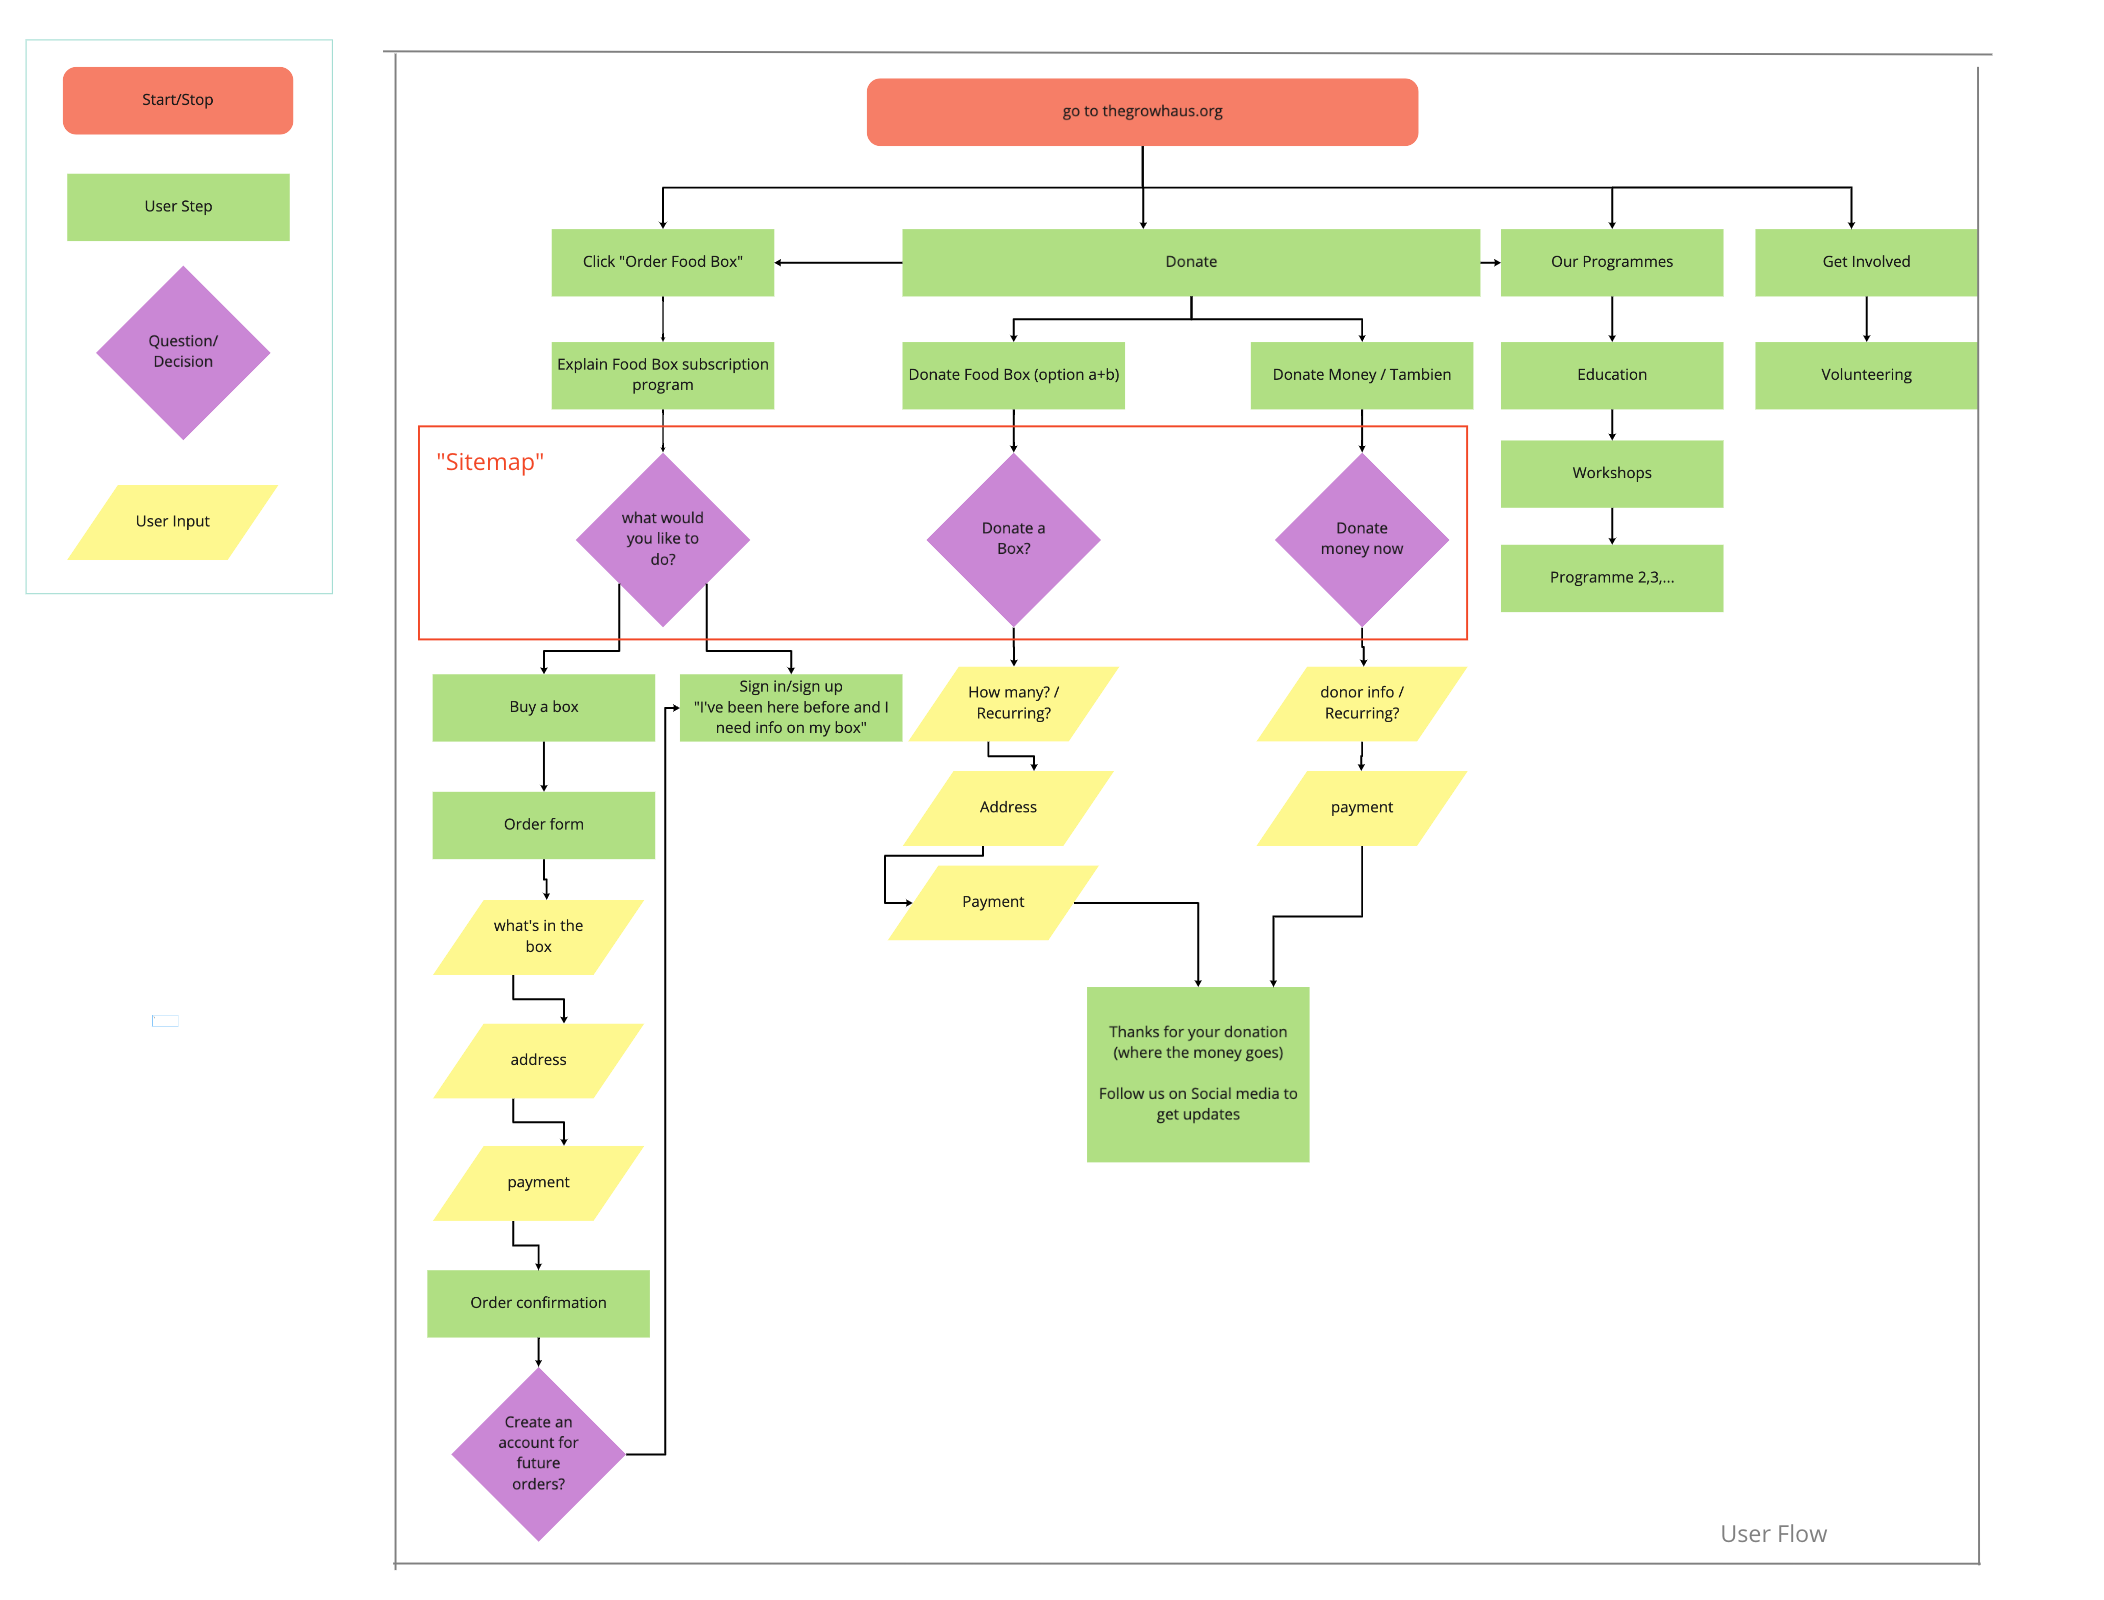 Start/Stop
User Step
Question/
Decision
User Input
go to thegrowhaus.org
Click "Order Food Box"
Donate
Our Programmes
Get Involved
Explain Food Box subscription
program
Donate Food Box (option a+b)
Donate Money / Tambien
Education
Volunteering
"Sitemap"
Workshops
what would
you like to
do?
Donate a
Box?
Donate
money now
Programme 2,3,...
Buy a box
Sign in/sign up
"I've been here before and I
need info on my box"
How many? /
Recurring?
donor info /
Recurring?
Order form
Address
payment
what's in the
box
Payment
address
Thanks for your donation
(where the money goes)
Follow us on Social media to
get updates
payment
Order confirmation
Create an
account for
future
orders?
User Flow